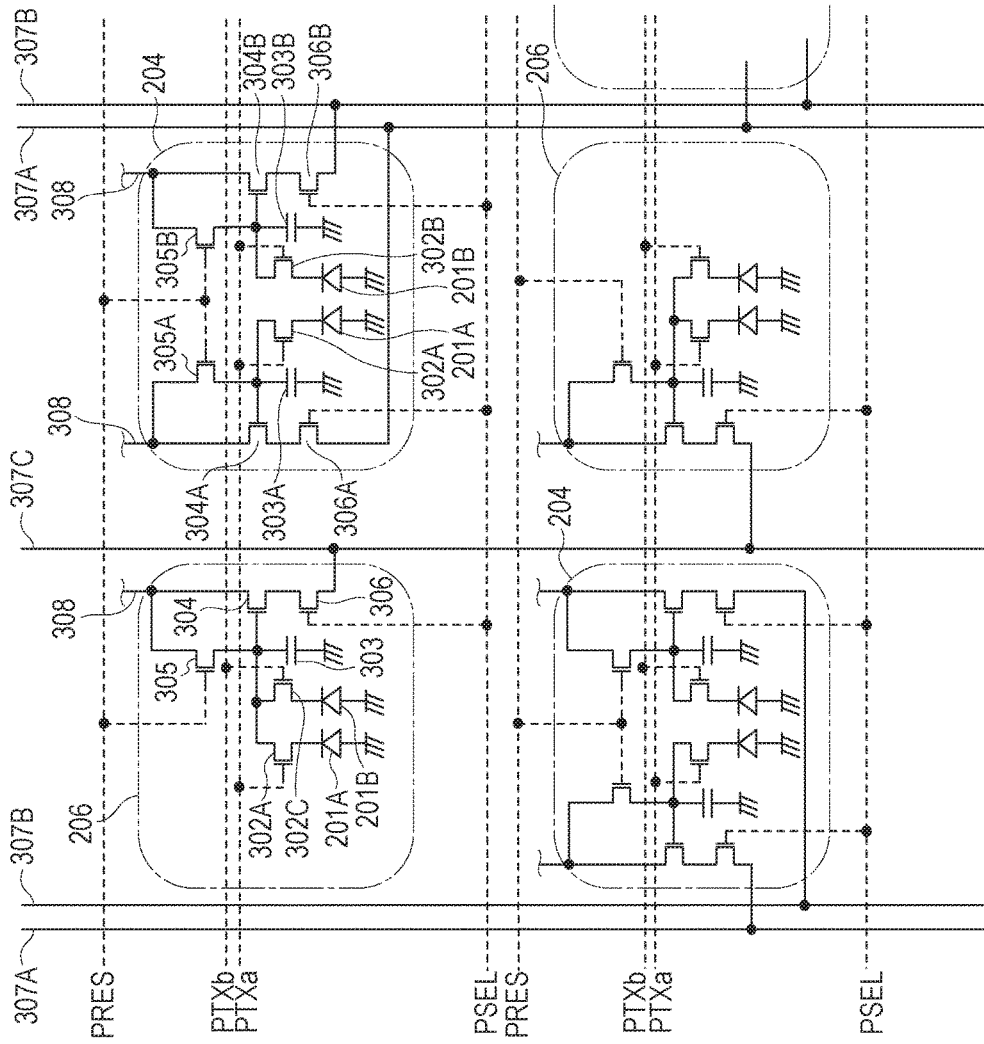 307A
307B
307C
307A
307B
206
308
308
308
204
305
304
306
303
302A
302C
201A
201B
304A
303A
306A
305A
302A
201A
305B
302B
201B
304B
303B
306B
PRES
PTXb
PTXa
PSEL
204
206
PRES
PTXb
PTXa
PSEL